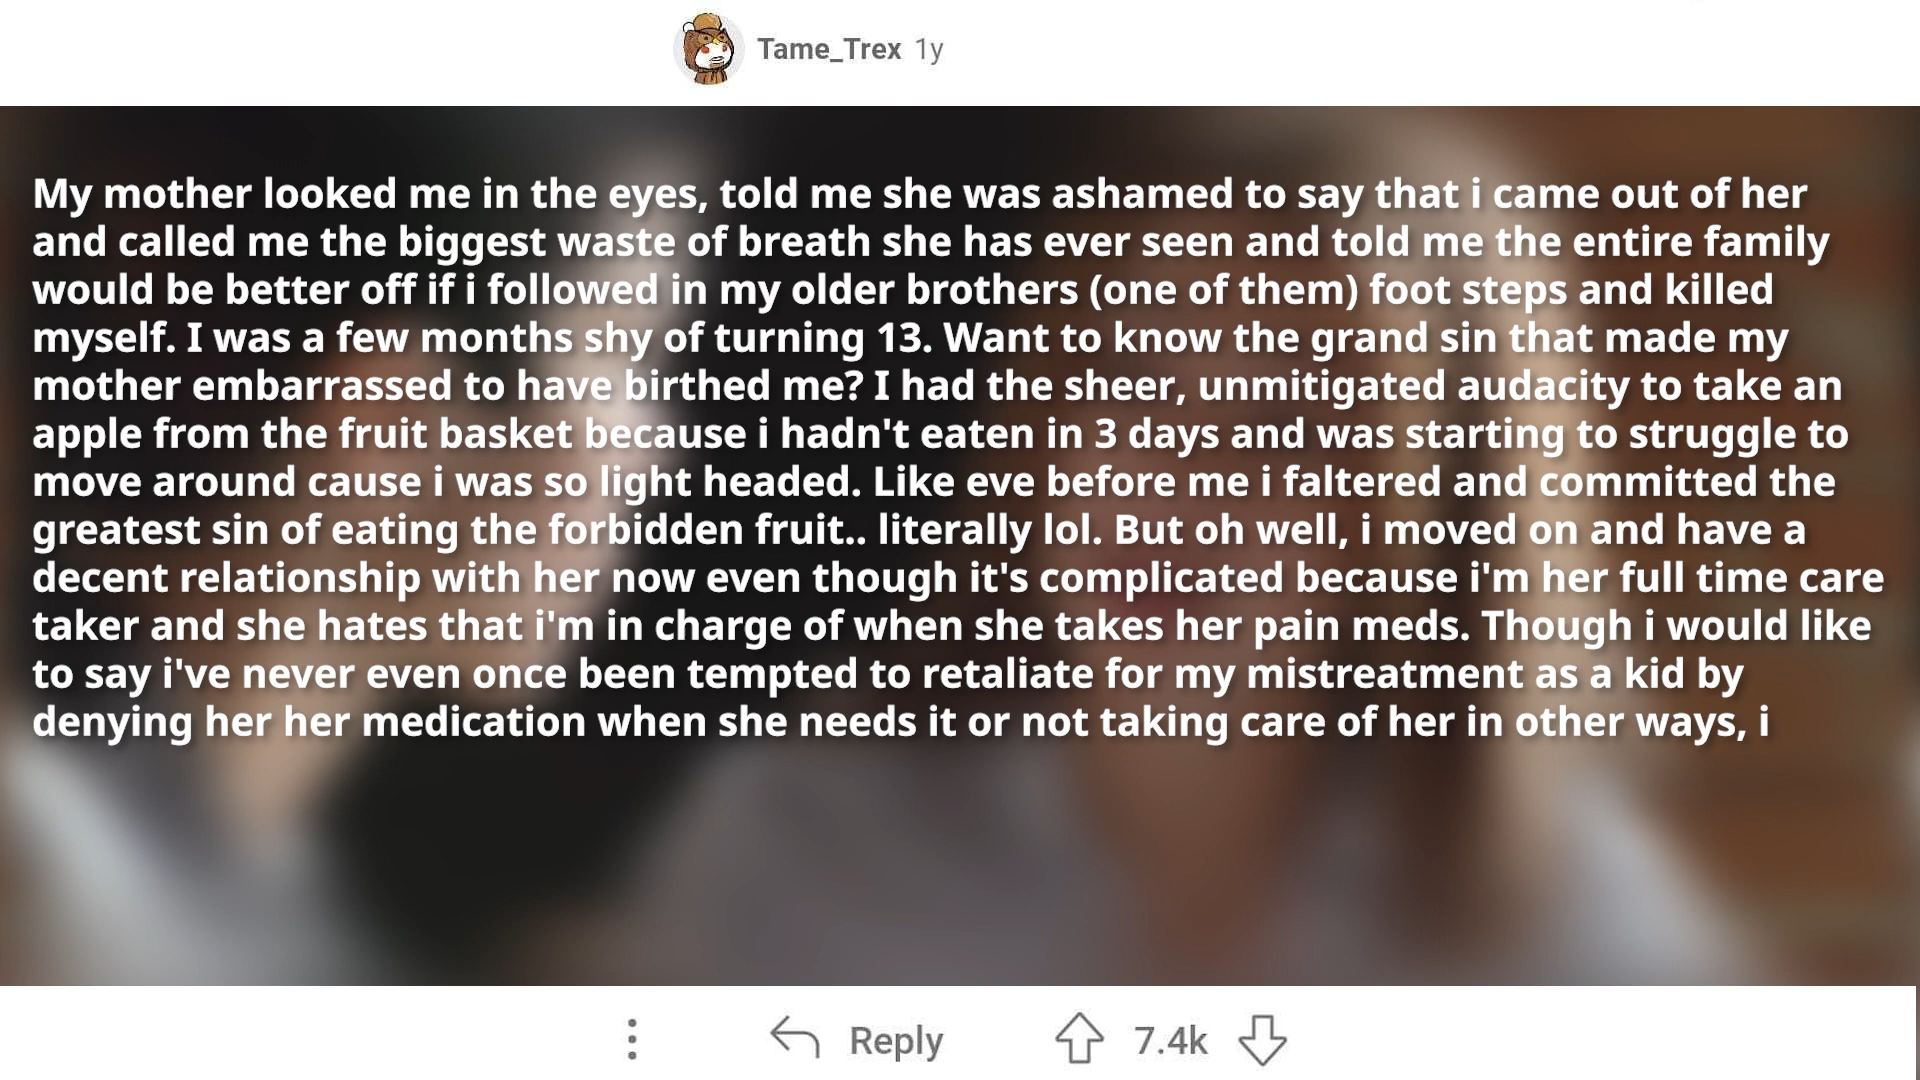 Tame_Trex 1y
My mother looked me in the eyes, told me she was ashamed to say that i came out of her
and called me the biggest waste of breath she has ever seen and told me the entire family
would be better off if i followed in my older brothers (one of them) foot steps and killed
myself. I was a few months shy of turning 13. Want to know the grand sin that made my
mother embarrassed to have birthed me? I had the sheer, unmitigated audacity to take an
apple from the fruit basket because i hadn't eaten in 3 days and was starting to struggle to
move around cause i was so light headed. Like eve before me i faltered and committed the
greatest sin of eating the forbidden fruit.. literally lol. But oh well, i moved on and have a
decent relationship with her now even though it's complicated because i'm her full time care
taker and she hates that i'm in charge of when she takes her pain meds. Though i would like
to say i've never even once been tempted to retaliate for my mistreatment as a kid by
denying her her medication when she needs it or not taking care of her in other ways, i
Reply 7.4k